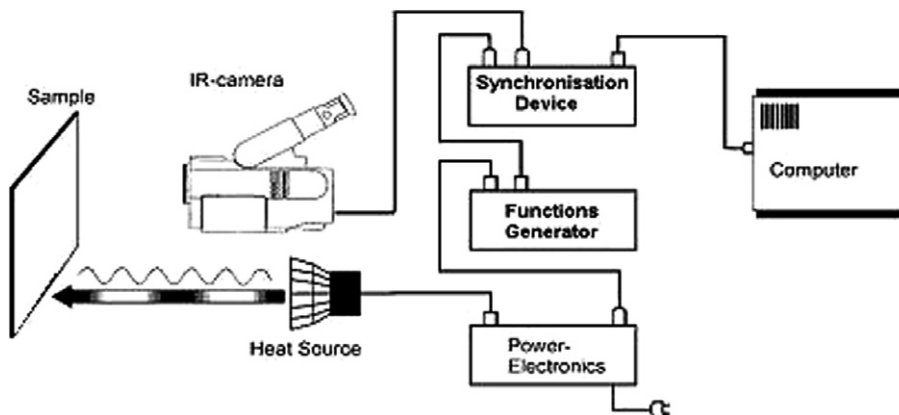 Sample
IR-camera
Synchronisation
Device
Computer
Functions
Generator
Heat Source
Power-
Electronics